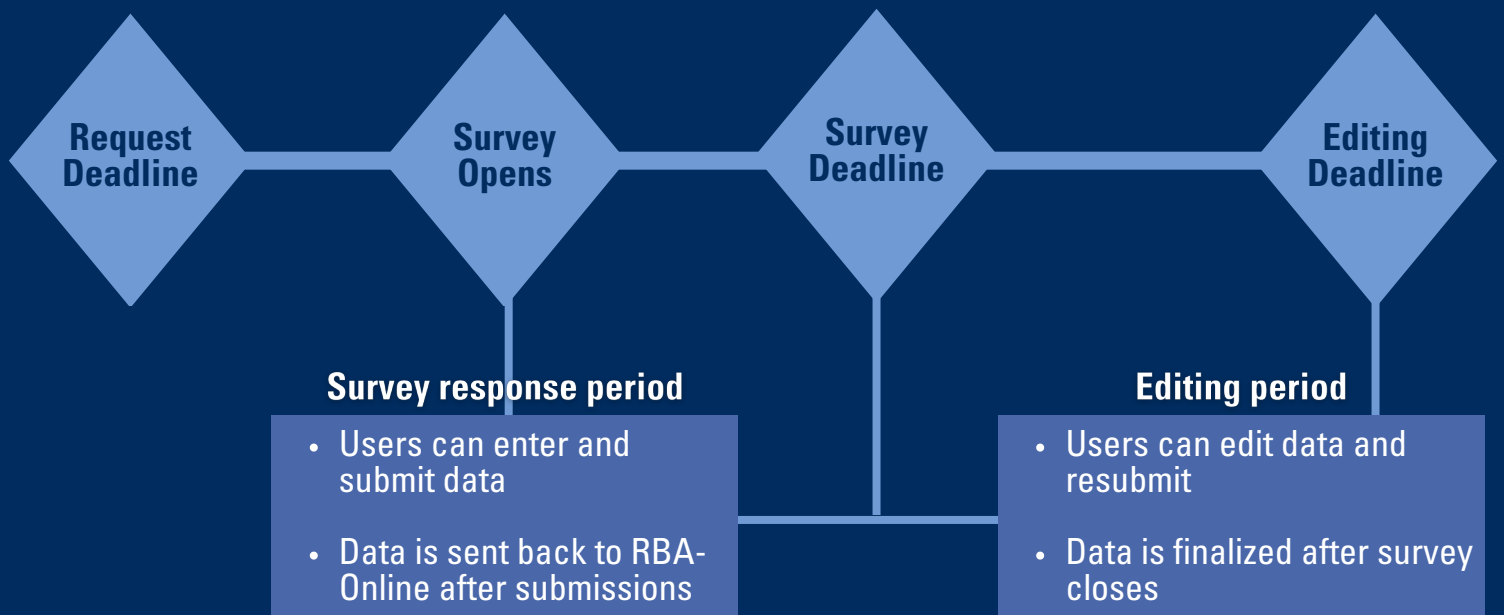 Request
Deadline
Survey
Opens
Survey
Deadline
Editing
Deadline
Survey response period
• Users can enter and
submit data
• Data is sent back to RBA-
Online after submissions
Editing period
• Users can edit data and
resubmit
• Data is finalized after survey
closes